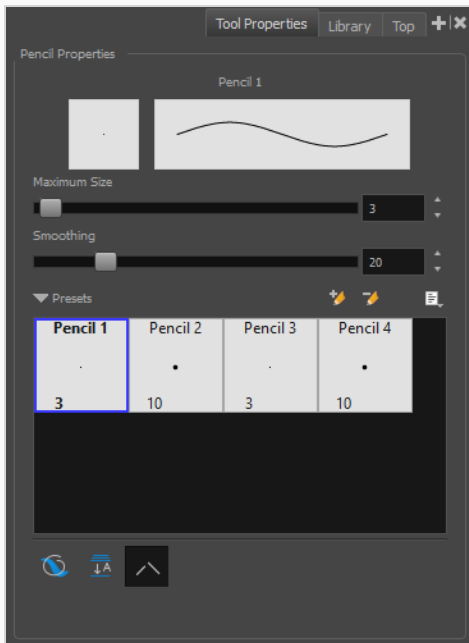 Tool Properties Library Top
Pencil Properties
Pencil 1
Maximum Size
3
Smoothing
20
Presets
Pencil 1 Pencil 2 Pencil 3 Pencil 4
3 10 3 10
A